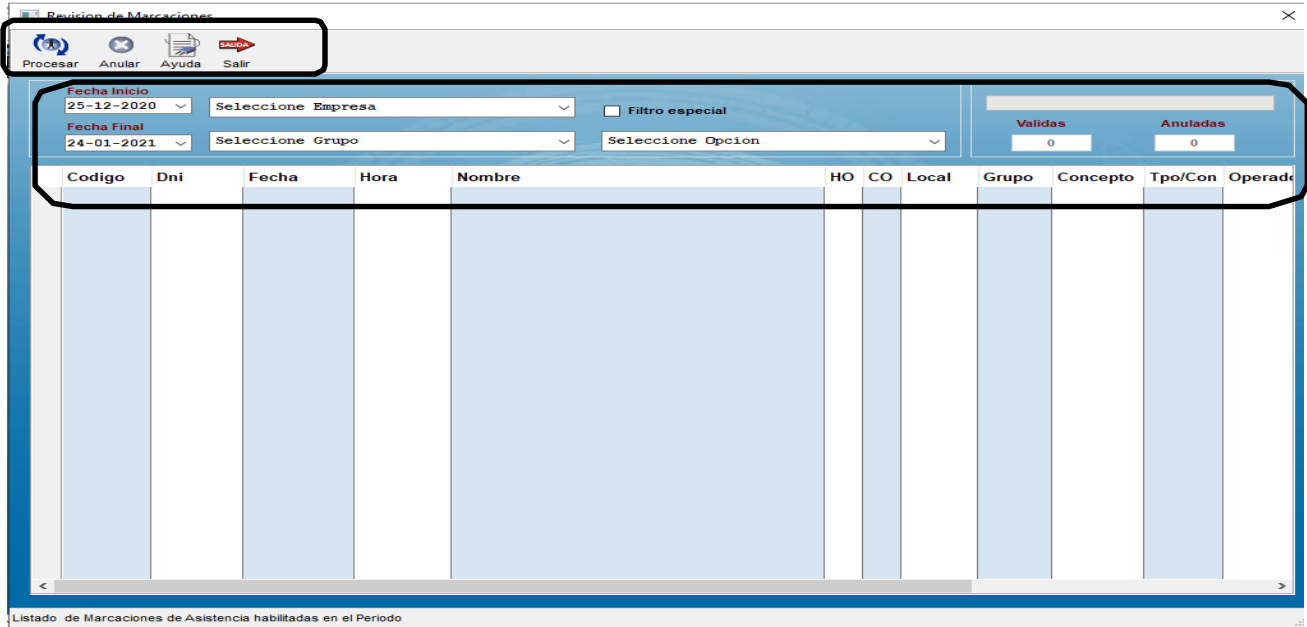 Revision de Marcaciones
SALIDA
Procesar Anular Ayuda Salir
Fecha Inicio
25-12-2020 Seleccione Empresa Filtro especial
Fecha Final Validas Anuladas
24-01-2021 Seleccione Grupo Seleccione Opcion 0 0
Codigo Dni Fecha Hora Nombre HO CO Local Grupo Concepto Tpo/Con
Listado de Marcaciones de Asistencia habilitadas en el Periodo